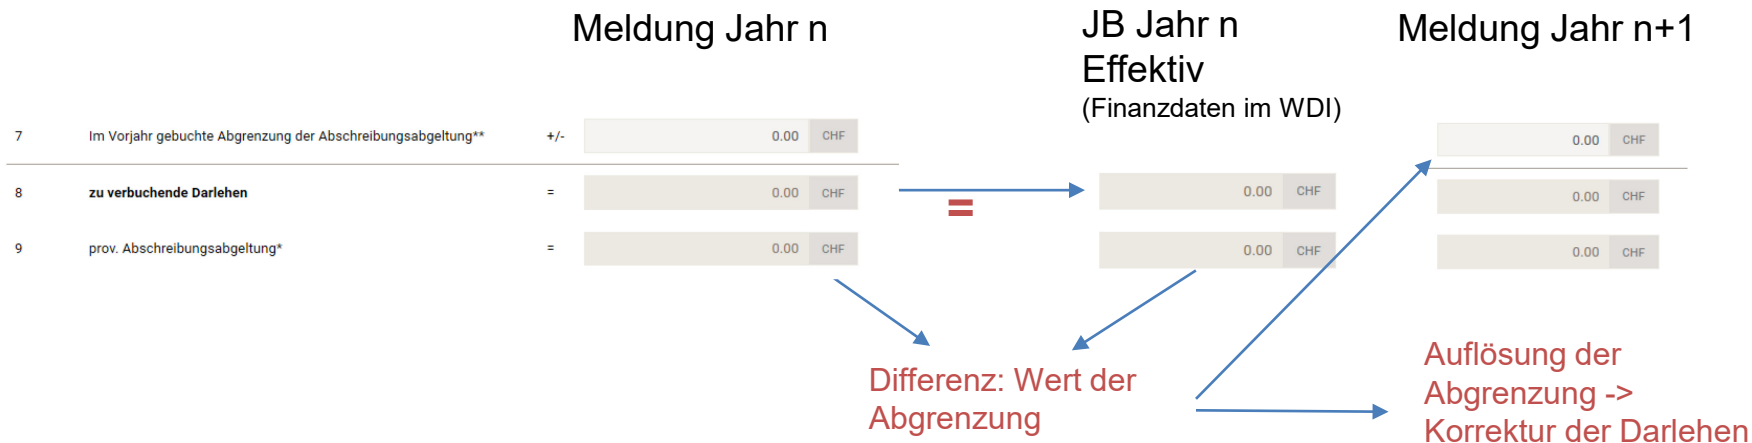 Meldung Jahr n
JB Jahr n
Effektiv
(Finanzdaten im WDI)
Meldung Jahr n+1
7 Im Vorjahr gebuchte Abgrenzung der Abschreibungsabgeltung** +/- 0.00 CHF 0.00 CHF
8 zu verbuchende Darlehen = 0.00 CHF = 0.00 CHF 0.00 CHF
9 prov. Abschreibungsabgeltung* = 0.00 CHF 0.00 CHF 0.00 CHF
Differenz: Wert der
Abgrenzung
Auflösung der
Abgrenzung ->
Korrektur der Darlehen